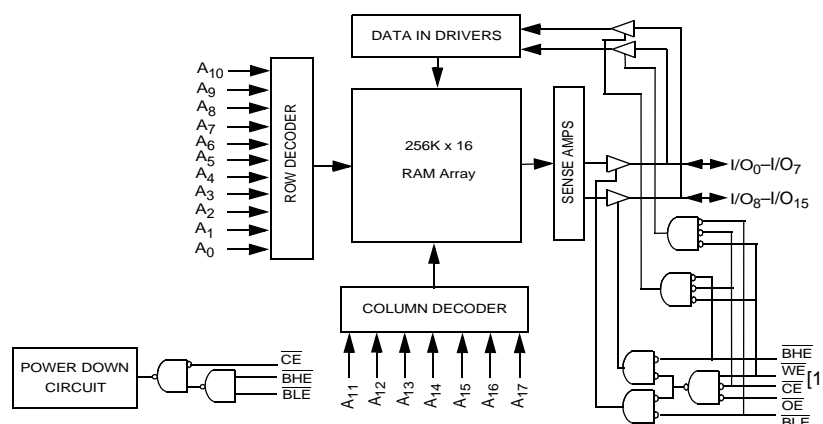 DATA IN DRIVERS
A10
A9
A8
A7
A6
A5
A4
A3
A2
A1
A0
ROW DECODER
256K x 16
RAM Array
SENSE AMPS
I/O0–I/O7
I/O8–I/O15
COLUMN DECODER
A11
A12
A13
A14
A15
A16
A17
POWER DOWN
CIRCUIT
CE
BHE
BLE
BHE
WE
CE
[1
OE
BLE